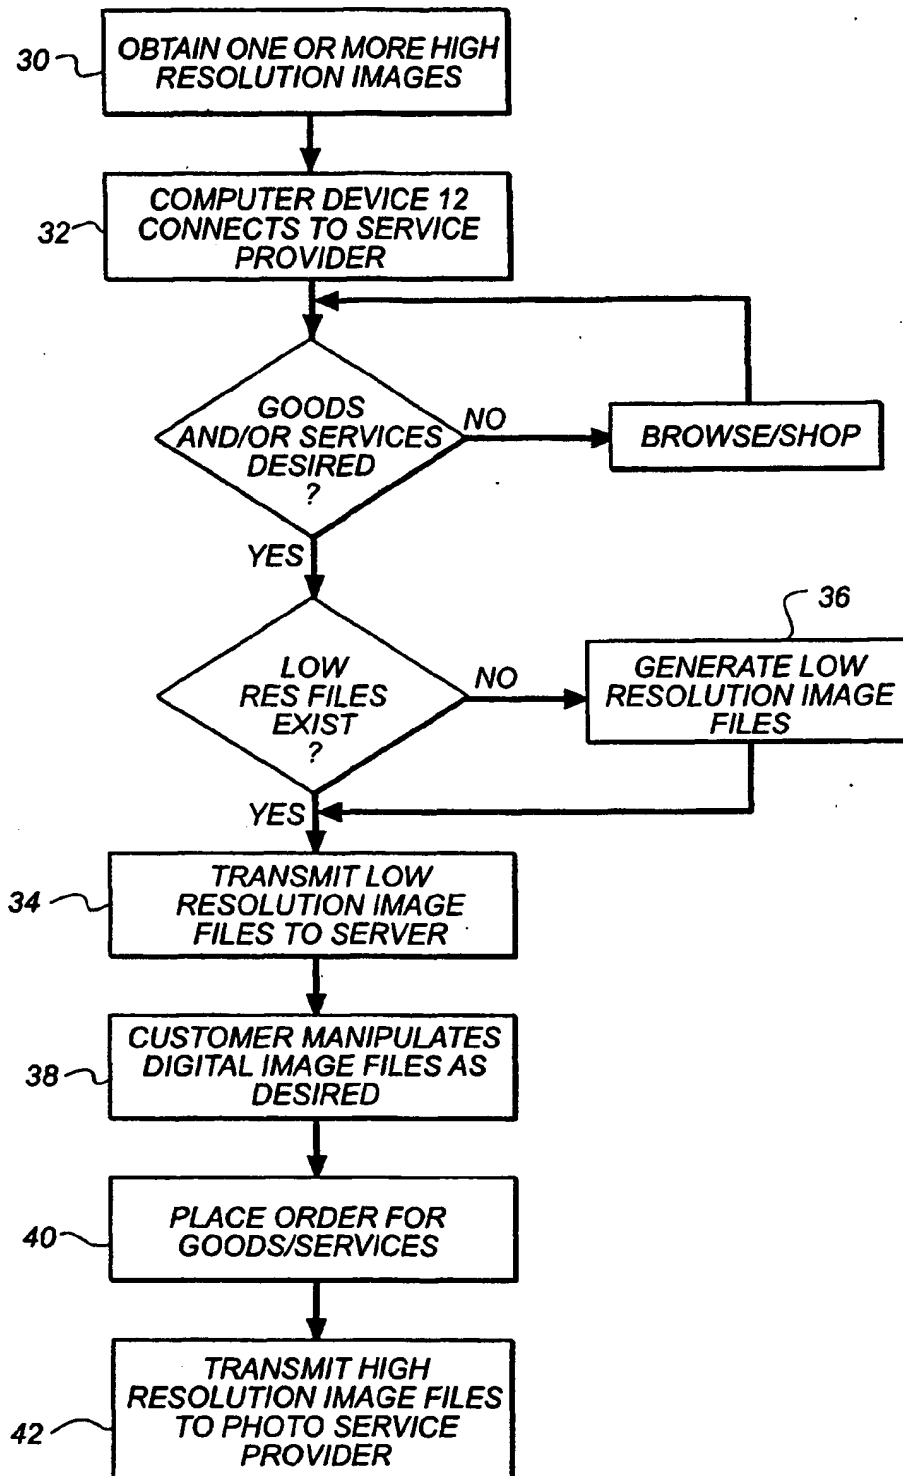 30
OBTAIN ONE OR MORE HIGH
RESOLUTION IMAGES
32
COMPUTER DEVICE 12
CONNECTS TO SERVICE
PROVIDER
GOODS
AND/OR SERVICES
DESIRED
?
NO
BROWSE/SHOP
YES
LOW
RES FILES
EXIST
?
NO
36
GENERATE LOW
RESOLUTION IMAGE
FILES
YES
34
TRANSMIT LOW
RESOLUTION IMAGE
FILES TO SERVER
38
CUSTOMER MANIPULATES
DIGITAL IMAGE FILES AS
DESIRED
40
PLACE ORDER FOR
GOODS/SERVICES
42
TRANSMIT HIGH
RESOLUTION IMAGE FILES
TO PHOTO SERVICE
PROVIDER